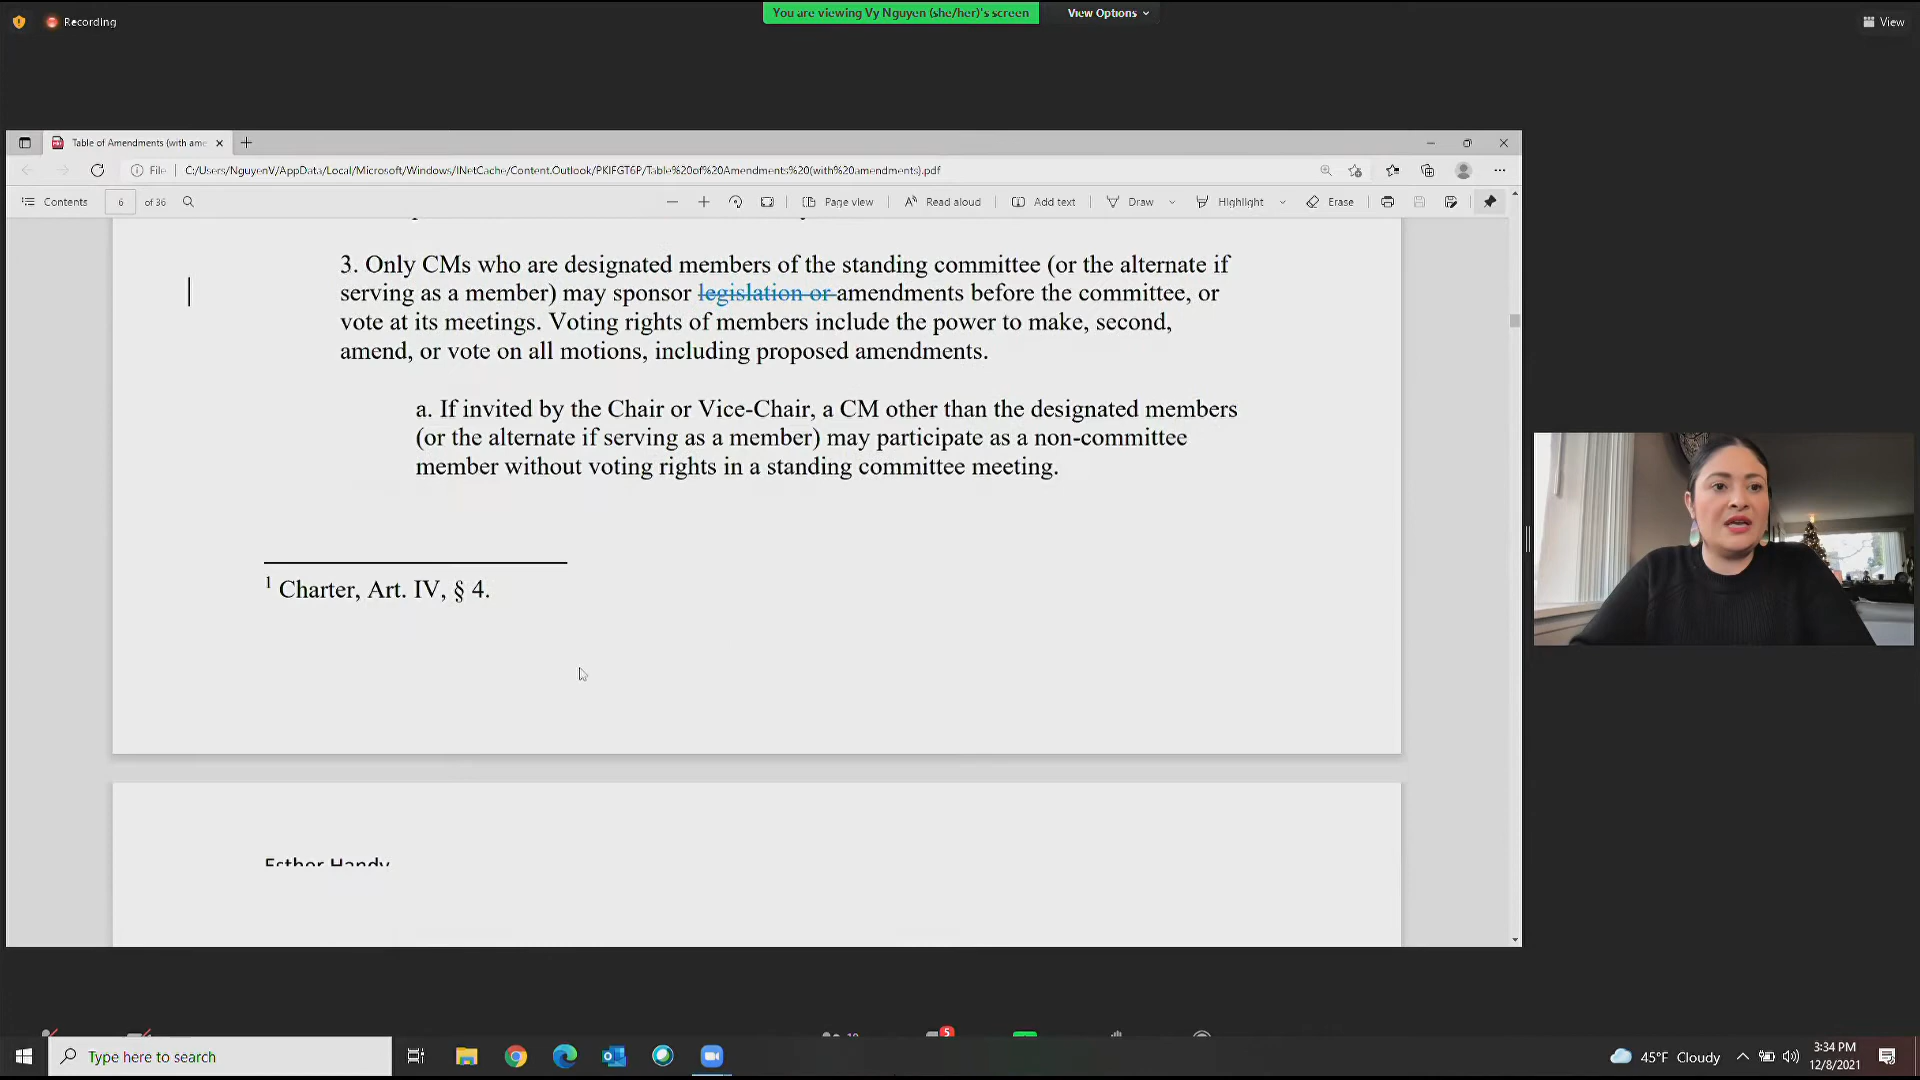 Recording
You are viewing Vy Nguyen (she/her)'s screen
View Options
View
Table of Amendments (with ame
File
C:/Users/NguyenV/AppData/Local/Microsoft/Windows/INetCache/Content.Outlook/PKIFGT6P/Table%20of%20Amendments%20(with%20amendments).pdf
Contents 6 of 36 Page view Read aloud Add text Draw Highlight Erase
3. Only CMs who are designated members of the standing committee (or the alternate if
serving as a member) may sponsor legislation or amendments before the committee, or
vote at its meetings. Voting rights of members include the power to make, second,
amend, or vote on all motions, including proposed amendments.
a. If invited by the Chair or Vice-Chair, a CM other than the designated members
(or the alternate if serving as a member) may participate as a non-committee
member without voting rights in a standing committee meeting.
1 Charter, Art. IV, § 4.
Esther Handy
5
Type here to search
45°F Cloudy
3:34 PM
12/8/2021